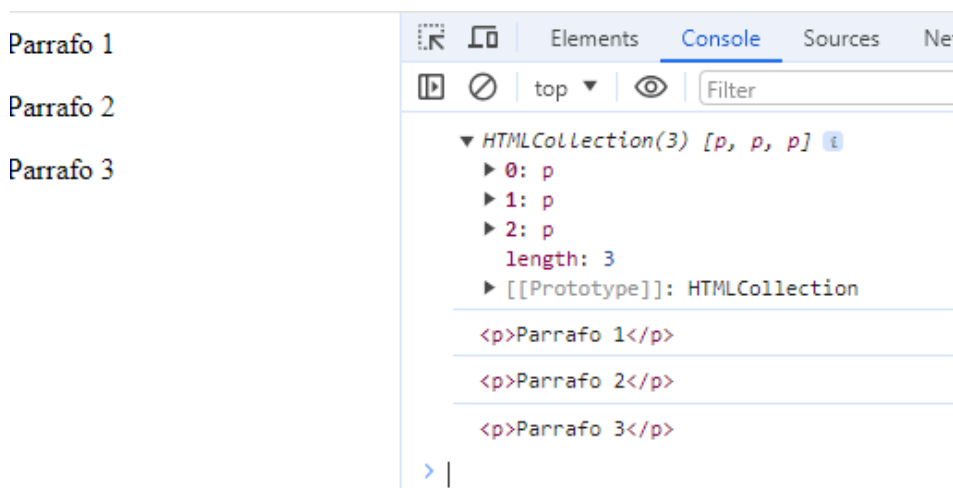 Parrafo 1
Parrafo 2
Parrafo 3
Elements Console Sources
top Filter
HTMLCollection(3) [p, p, p] i
0: p
1: p
2: p
length: 3
[[Prototype]]: HTMLCollection
<p>Parrafo 1</p>
<p>Parrafo 2</p>
<p>Parrafo 3</p>